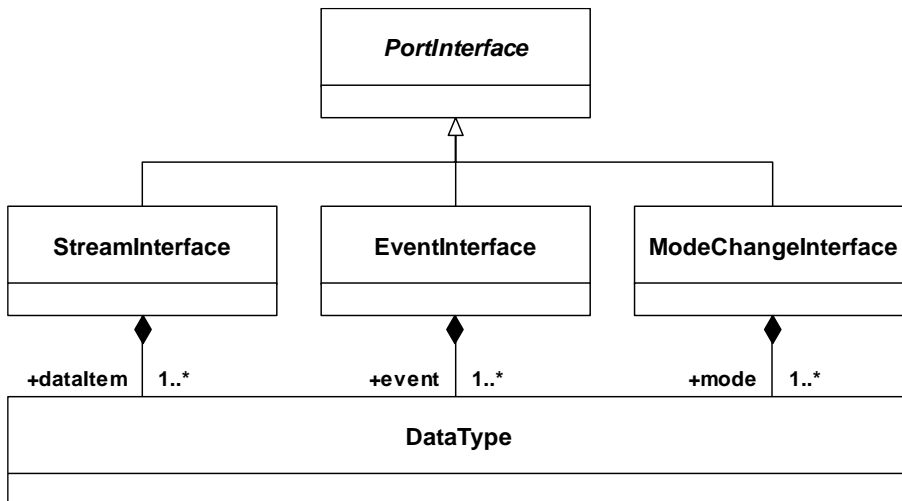 PortInterface
StreamInterface EventInterface ModeChangeInterface
+dataItem 1..* +event 1..* +mode 1..*
DataType